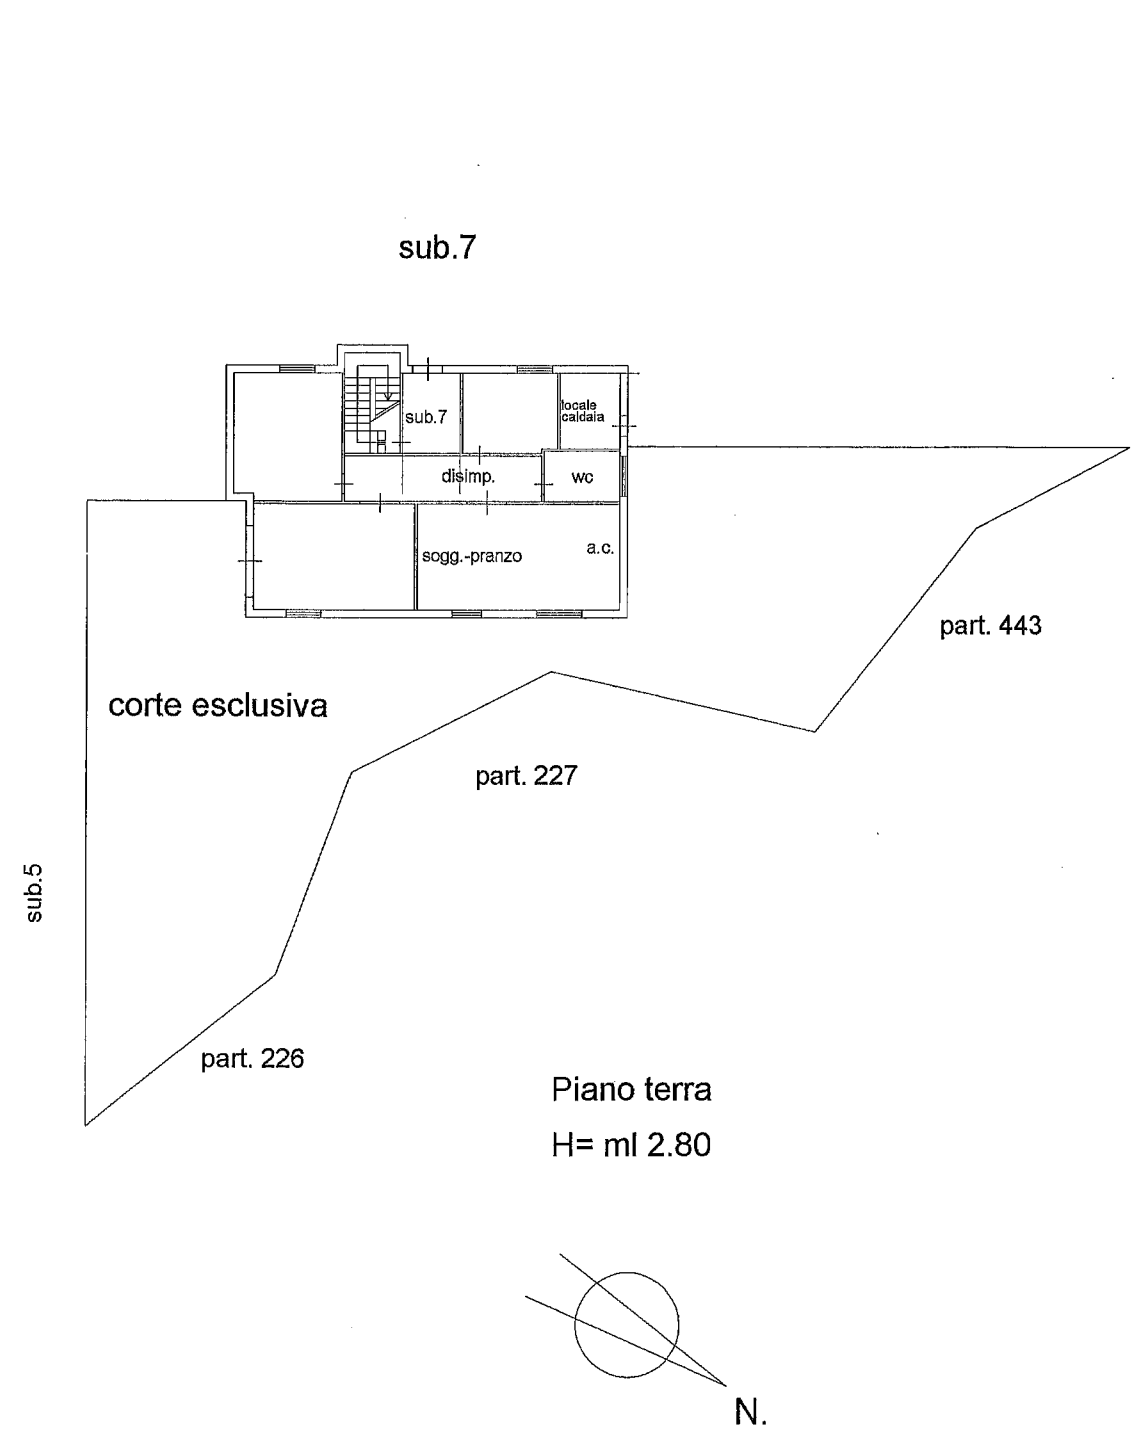 sub.7
sub.7
locale
caldaia
disimp.
wc
sogg.-pranzo
a.c.
part. 443
corte esclusiva
part. 227
sub.5
part. 226
Piano terra
H= ml 2.80
N.